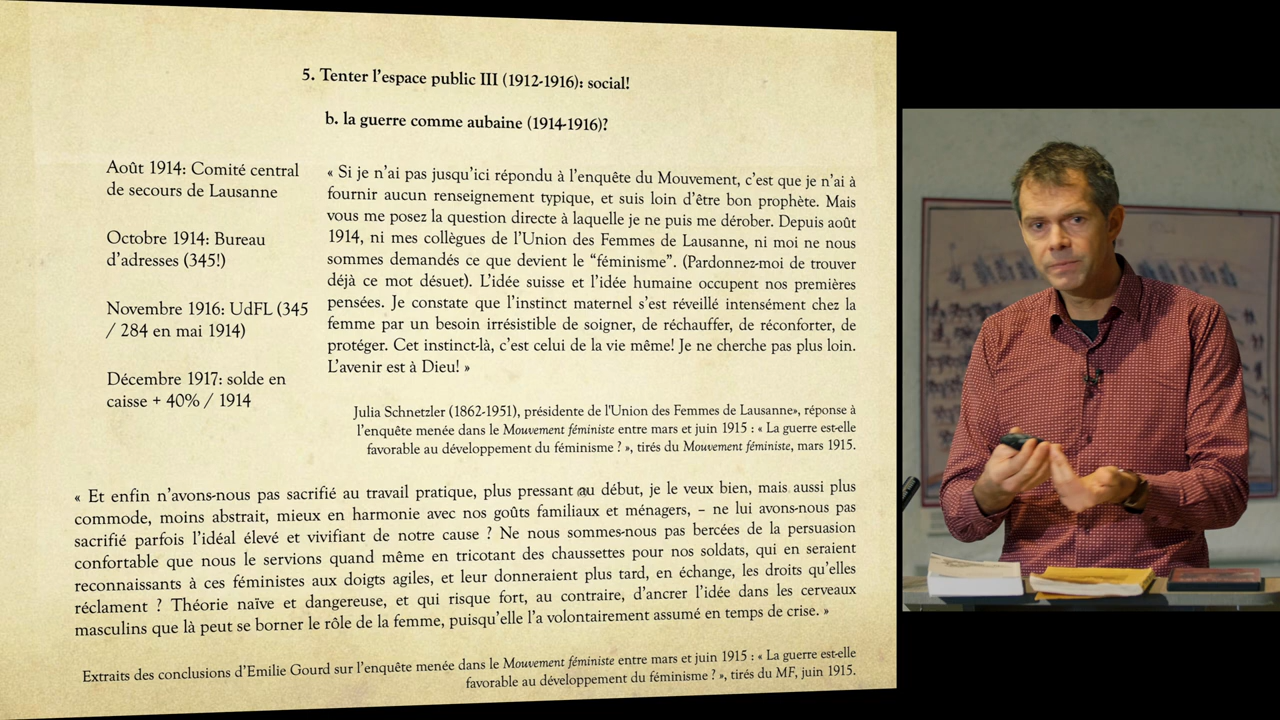 5. Tenter l'espace public III (1912-1916): social!
b. la guerre comme aubaine (1914-1916)?
Août 1914: Comité central
de secours de Lausanne
Octobre 1914: Bureau
d'adresses (345!)
Novembre 1916: UdFL (345
/ 284 en mai 1914)
Décembre 1917: solde en
caisse + 40% / 1914
« Si je n'ai pas jusqu'ici répondu à l'enquête du Mouvement, c'est que je n'ai à
fournir aucun renseignement typique, et suis loin d'être bon prophète. Mais
vous me posez la question directe à laquelle je ne puis me dérober. Depuis août
1914, ni mes collègues de l'Union des Femmes de Lausanne, ni moi ne nous
sommes demandés ce que devient le “féminisme”. (Pardonnez-moi de trouver
déjà ce mot désuet). L'idée suisse et l'idée humaine occupent nos premières
pensées. Je constate que l'instinct maternel s'est réveillé intensément chez la
femme par un besoin irrésistible de soigner, de réchauffer, de réconforter, de
protéger. Cet instinct-là, c'est celui de la vie même! Je ne cherche pas plus loin.
L'avenir est à Dieu! »
Julia Schnetzler (1862-1951), présidente de l'Union des Femmes de Lausanne», réponse à
l'enquête menée dans le Mouvement féministe entre mars et juin 1915 : « La guerre est-elle
favorable au développement du féminisme ? », tirés du Mouvement féministe, mars 1915.
« Et enfin n'avons-nous pas sacrifié au travail pratique, plus pressant au début, je le veux bien, mais aussi plus
commode, moins abstrait, mieux en harmonie avec nos goûts familiaux et ménagers, – ne lui avons-nous pas
sacrifié parfois l'idéal élevé et vivifiant de notre cause ? Ne nous sommes-nous pas bercées de la persuasion
confortable que nous le servions quand même en tricotant des chaussettes pour nos soldats, qui en seraient
reconnaissants à ces féministes aux doigts agiles, et leur donneraient plus tard, en échange, les droits qu'elles
réclament ? Théorie naïve et dangereuse, et qui risque fort, au contraire, d'ancrer l'idée dans les cerveaux
masculins que là peut se borner le rôle de la femme, puisqu'elle l'a volontairement assumé en temps de crise. »
Extraits des conclusions d'Emilie Gourd sur l'enquête menée dans le Mouvement féministe entre mars et juin 1915 : « La guerre est-elle
favorable au développement du féminisme ? », tirés du MF, juin 1915.